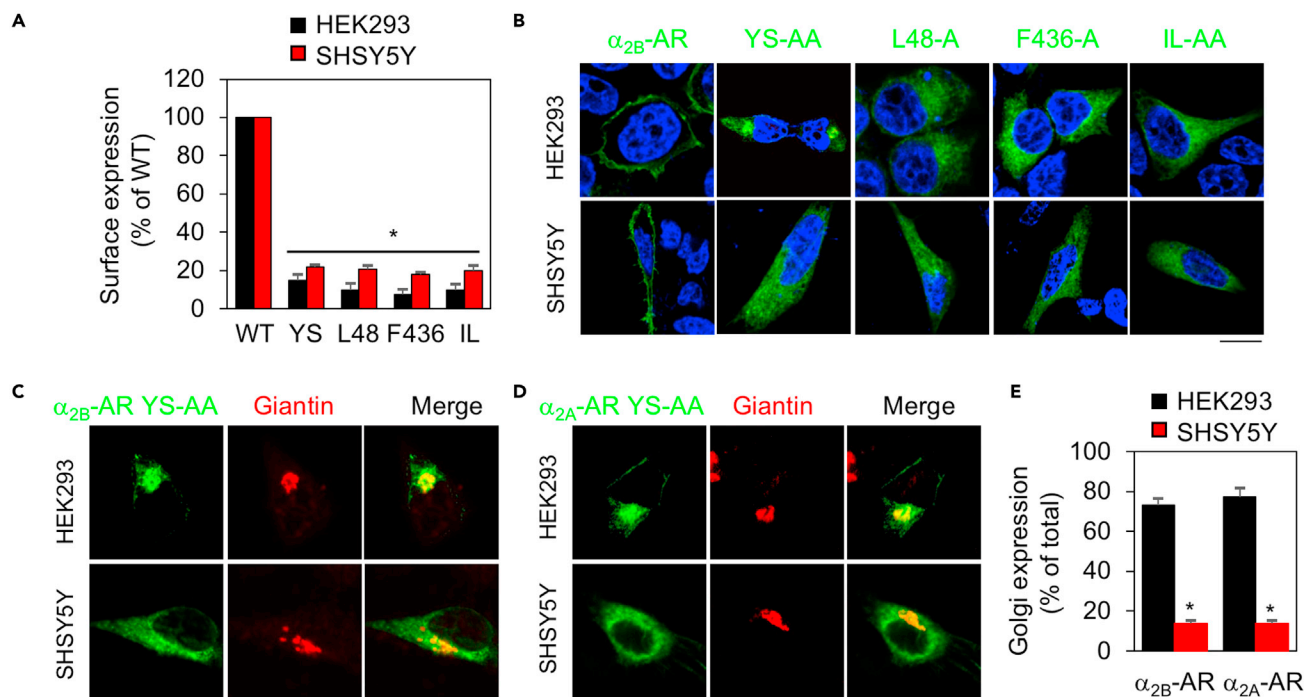 A
HEK293
SHSY5Y
Surface expression
(% of WT)
120
100
80
60
40
20
0
*
WT YS L48 F436 IL
B
α2B-AR YS-AA L48-A F436-A IL-AA
HEK293
SHSY5Y
C
α2B-AR YS-AA Giantin Merge
HEK293
SHSY5Y
D
α2A-AR YS-AA Giantin Merge
HEK293
SHSY5Y
E
HEK293
SHSY5Y
Golgi expression
(% of total)
100
80
60
40
20
0
* *
α2B-AR α2A-AR